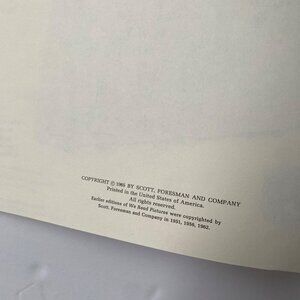 COPYRIGHT © 1965 BY SCOTT, FORESMAN AND COMPANY
Printed in the United States of America.
All rights reserved.
Earlier editions of We Read Pictures were copyrighted by
Scott, Foresman and Company in 1951, 1956, 1962.